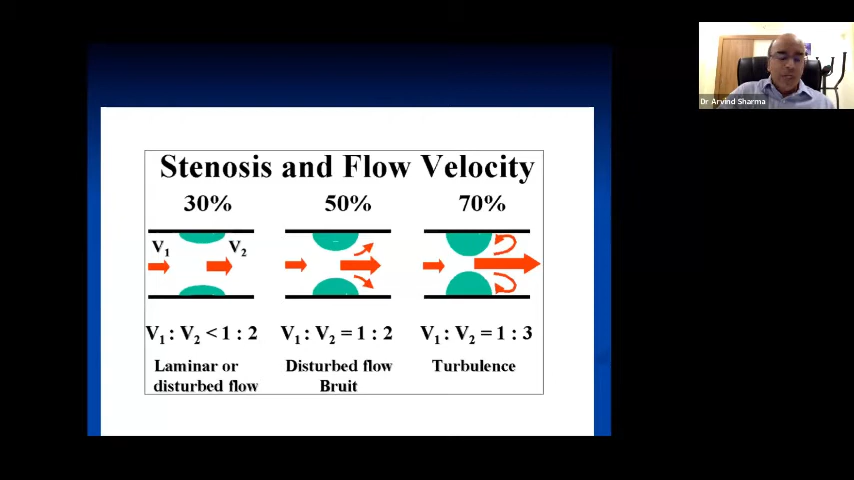 Stenosis and Flow Velocity
30% 50% 70%
V1 V2
V1 : V2 < 1 : 2 V1 : V2 = 1 : 2 V1 : V2 = 1 : 3
Laminar or Disturbed flow Turbulence
disturbed flow Bruit
Dr Arvind Sharma